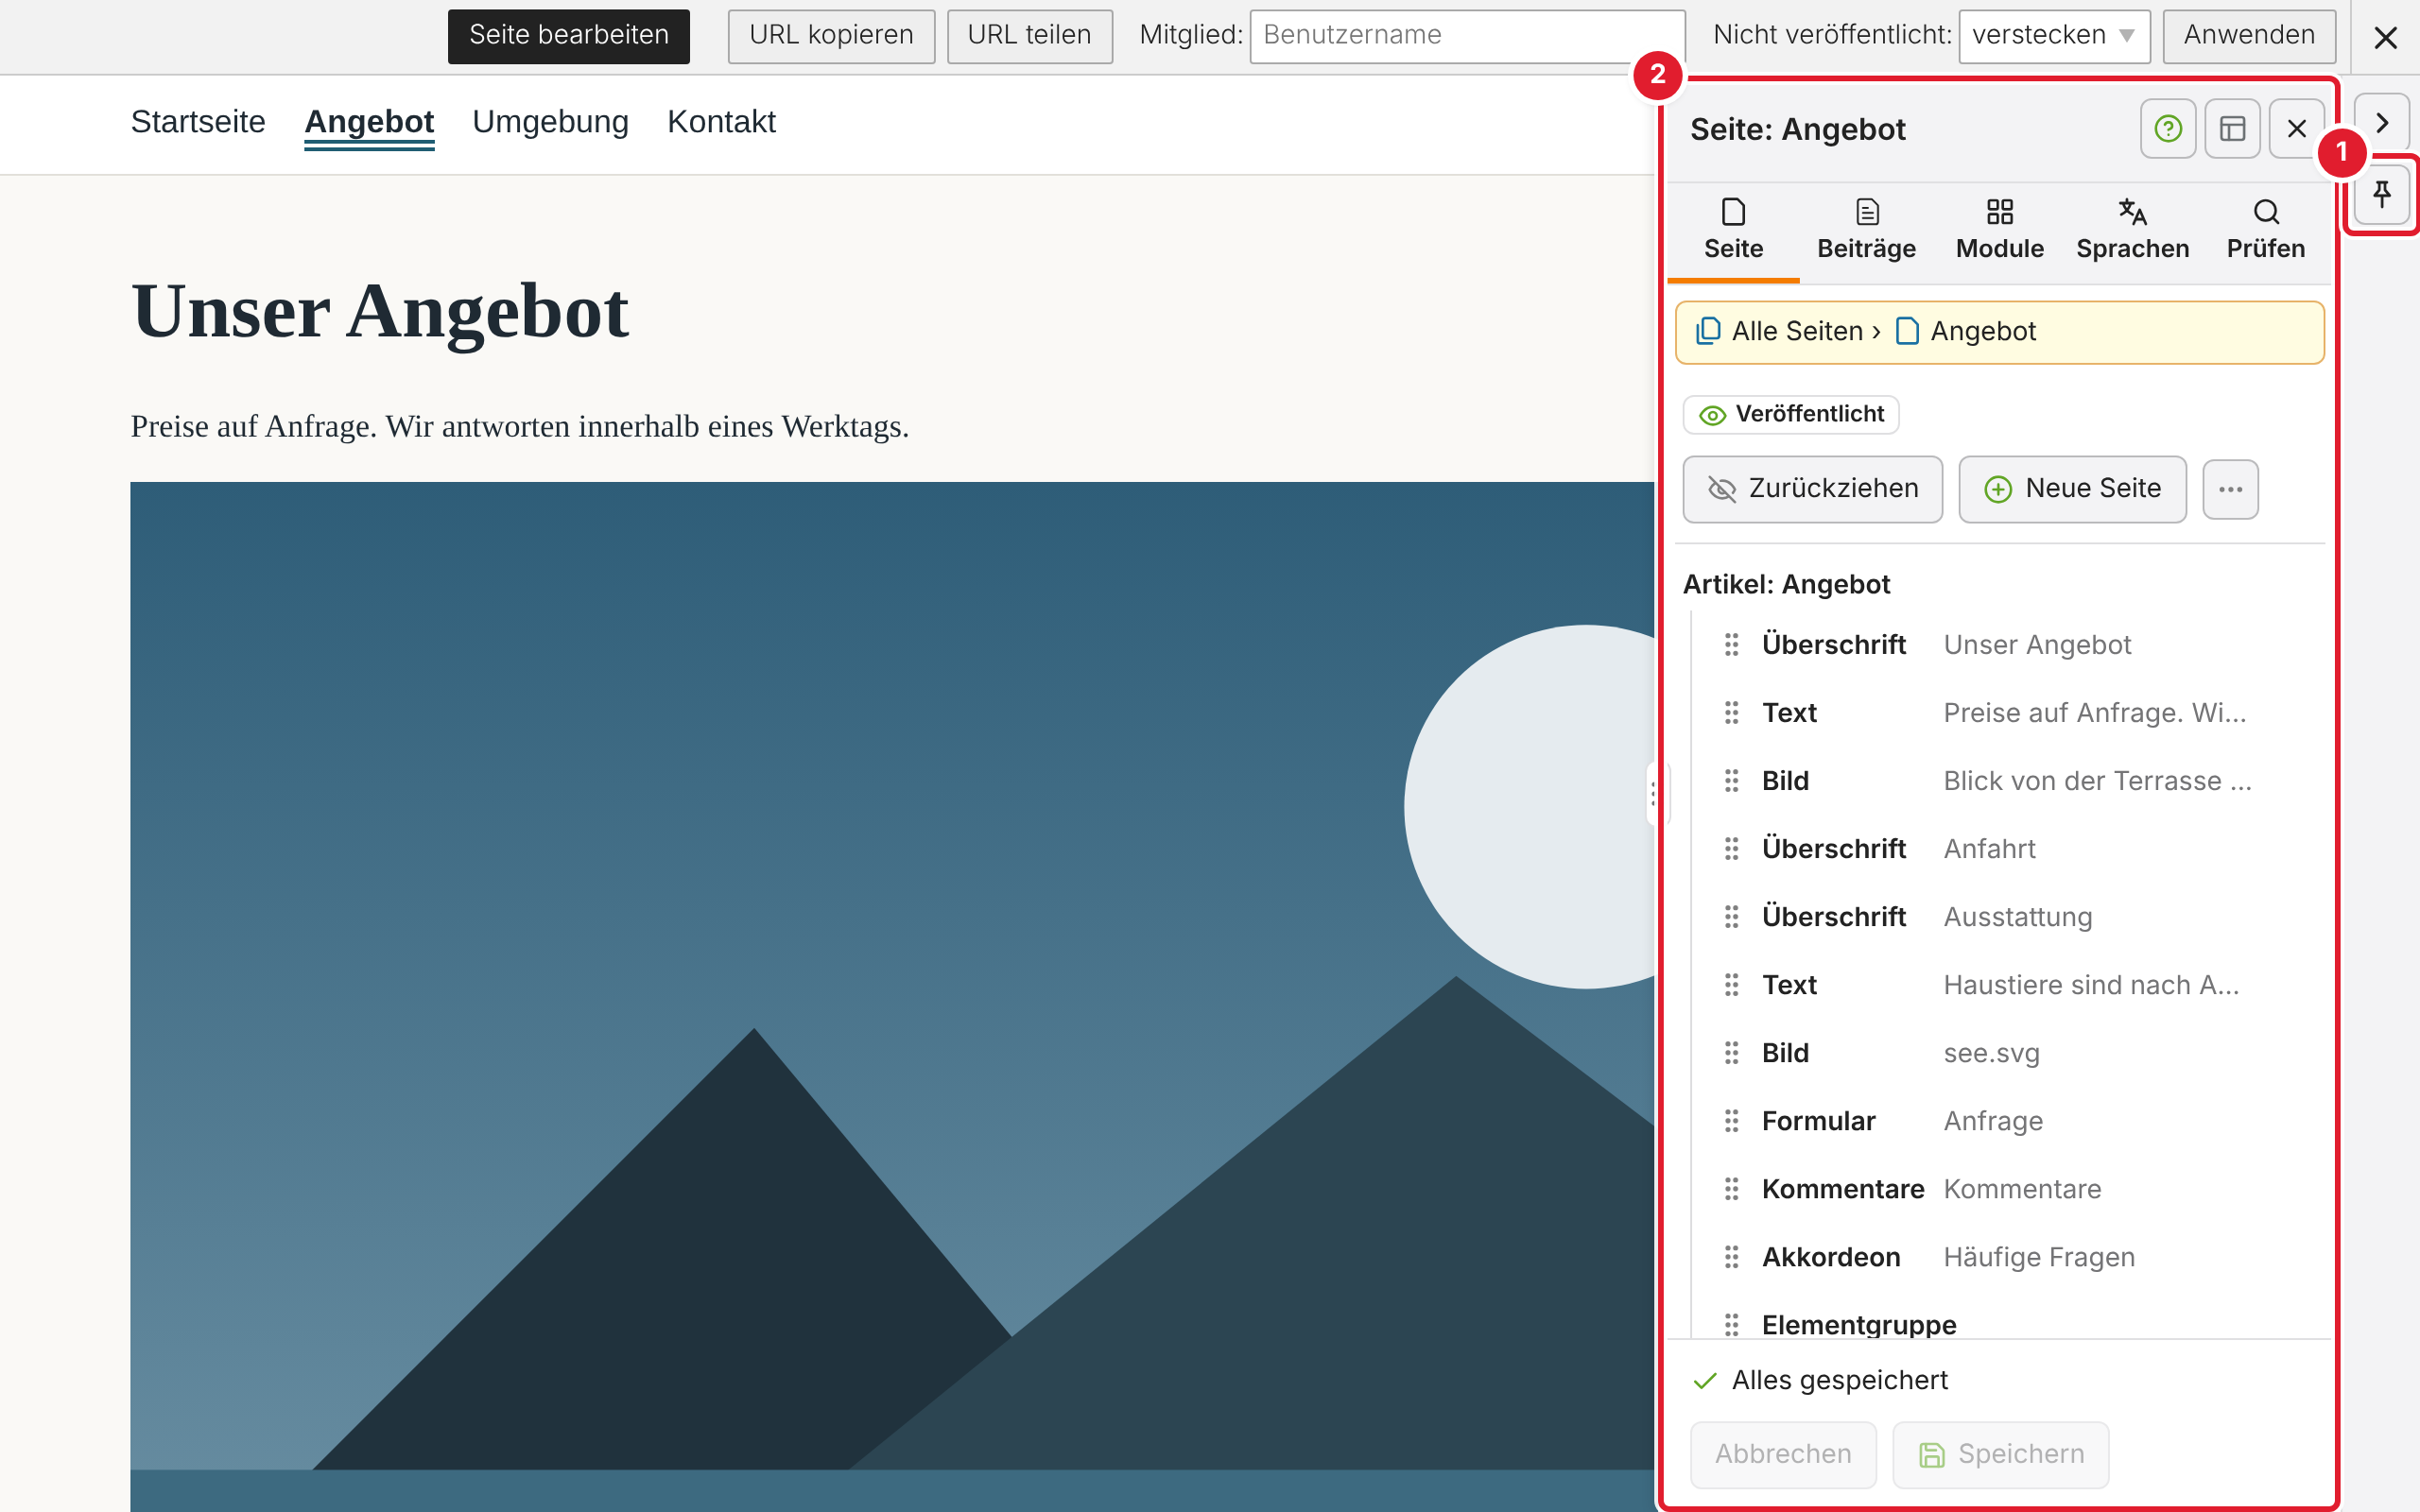 Seite bearbeiten URL kopieren URL teilen Mitglied: Benutzername Nicht veröffentlicht: verstecken Anwenden
2
Startseite Angebot Umgebung Kontakt
Seite: Angebot
1
Seite Beiträge Module Sprachen Prüfen
Unser Angebot
Alle Seiten › Angebot
Preise auf Anfrage. Wir antworten innerhalb eines Werktags.
Veröffentlicht
Zurückziehen Neue Seite
Artikel: Angebot
Überschrift Unser Angebot
Text Preise auf Anfrage. Wi...
Bild Blick von der Terrasse ...
Überschrift Anfahrt
Überschrift Ausstattung
Text Haustiere sind nach A...
Bild see.svg
Formular Anfrage
Kommentare Kommentare
Akkordeon Häufige Fragen
Elementgruppe
Alles gespeichert
Abbrechen Speichern